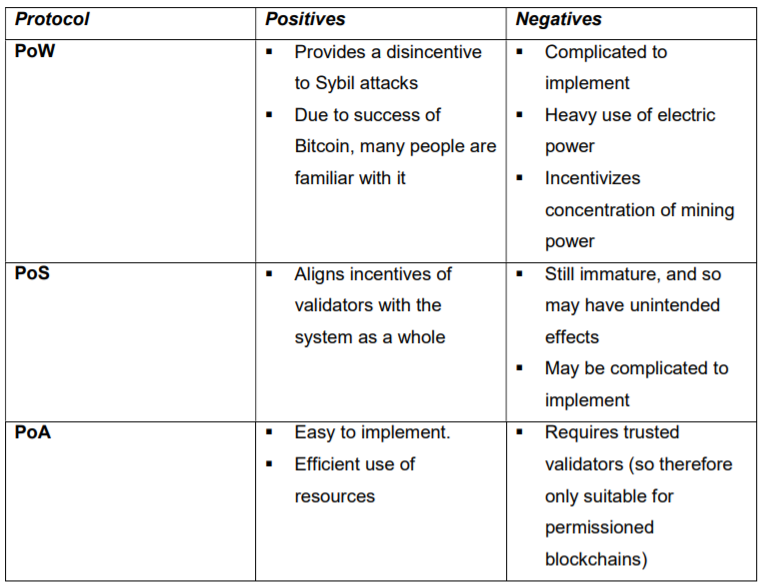 Protocol Positives Negatives
PoW
▪ Provides a disincentive
to Sybil attacks
▪ Due to success of
Bitcoin, many people are
familiar with it
▪ Complicated to
implement
▪ Heavy use of electric
power
▪ Incentivizes
concentration of mining
power
PoS
▪ Aligns incentives of
validators with the
system as a whole
▪ Still immature, and so
may have unintended
effects
▪ May be complicated to
implement
PoA
▪ Easy to implement.
▪ Efficient use of
resources
▪ Requires trusted
validators (so therefore
only suitable for
permissioned
blockchains)